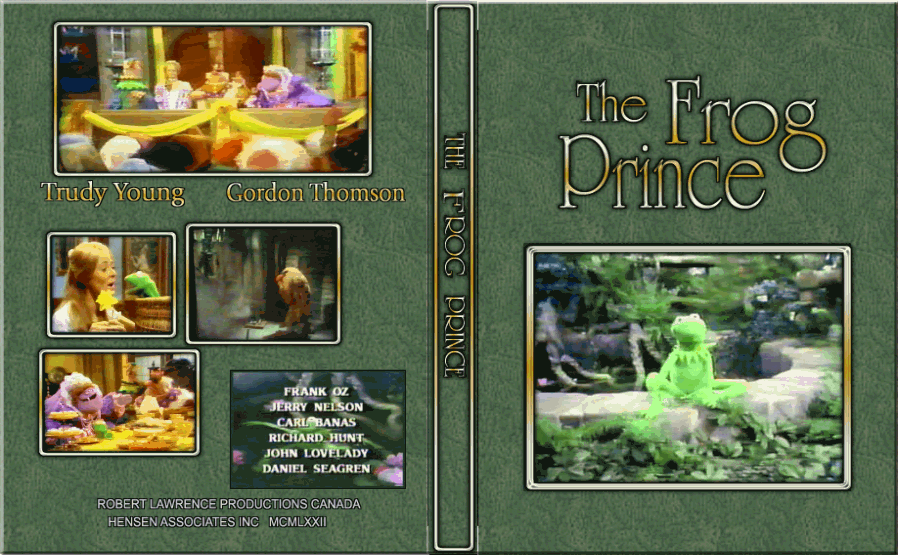 Trudy Young Gordon Thomson
FRANK OZ
JERRY NELSON
CARL BANAS
RICHARD HUNT
JOHN LOVELADY
DANIEL SEAGREN
ROBERT LAWRENCE PRODUCTIONS CANADA
HENSEN ASSOCIATES INC MCMLXXII
THE FROG PRINCE
The Frog
Prince